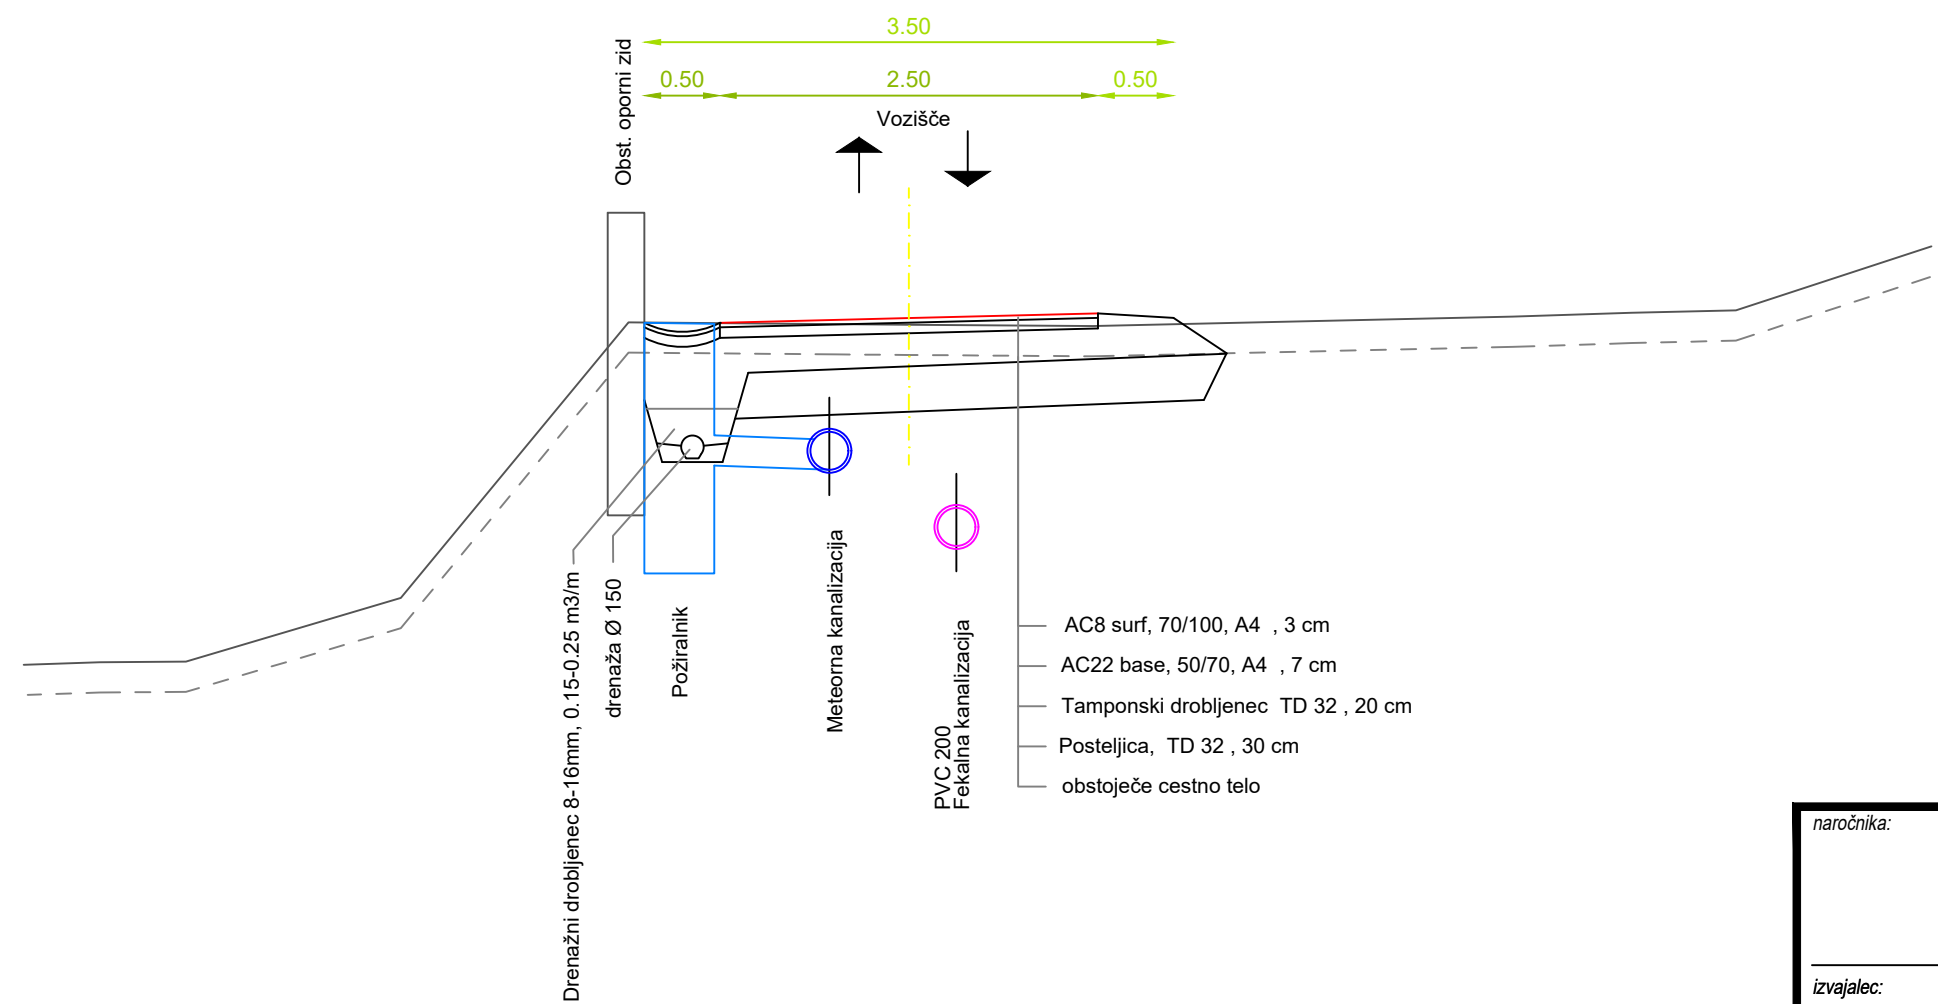 3.50
0.50
2.50
0.50
Vozišče
Obst. oporni zid
Drenažni drobljenec 8-16mm, 0.15-0.25 m3/m
drenaža Ø 150
Požiralnik
Meteorna kanalizacija
PVC 200
Fekalna kanalizacija
AC8 surf, 70/100, A4 , 3 cm
AC22 base, 50/70, A4 , 7 cm
Tamponski drobljenec TD 32 , 20 cm
Posteljica, TD 32 , 30 cm
obstoječe cestno telo
naročnika:
izvajalec: